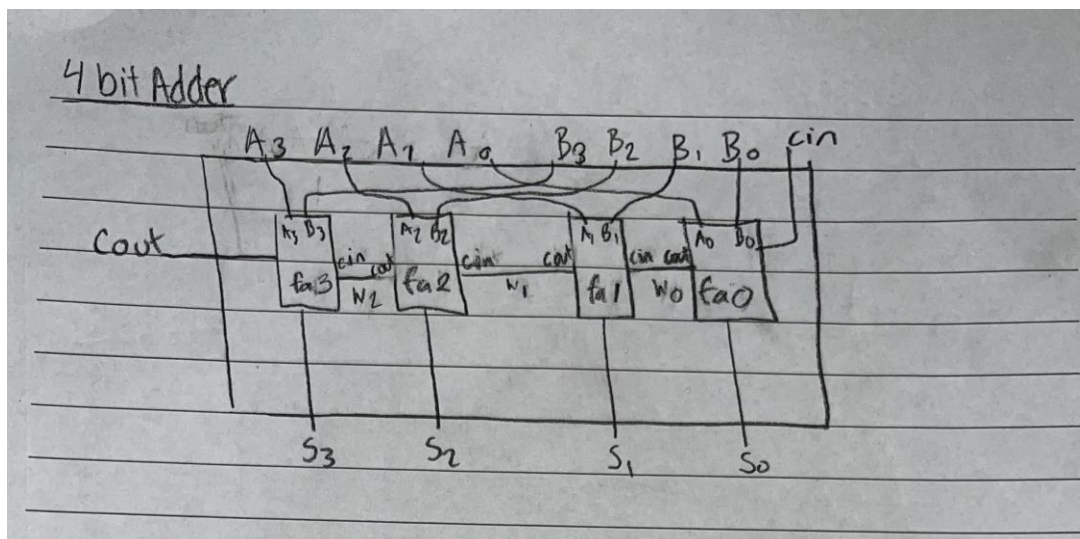 4 bit Adder
A3 A2 A1 A0 B3 B2 B1 B0 cin
A3 B3 A2 B2 A1 B1 A0 B0
Cout cin cout cin cout cin cout
fa3 W2 fa2 W1 fa1 W0 fa0
S3 S2 S1 S0